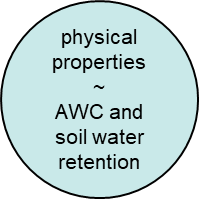 physical
properties
~
AWC and
soil water
retention